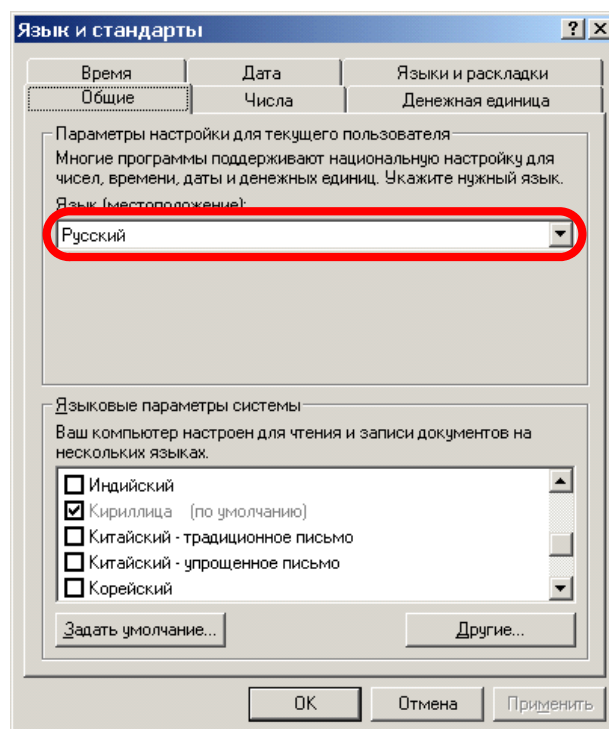 Язык и стандарты
Время Дата Языки и раскладки
Общие Числа Денежная единица
Параметры настройки для текущего пользователя
Многие программы поддерживают национальную настройку для
чисел, времени, даты и денежных единиц. Укажите нужный язык.
Язык (местоположение):
Русский
Языковые параметры системы
Ваш компьютер настроен для чтения и записи документов на
нескольких языках.
Индийский
Кириллица (по умолчанию)
Китайский - традиционное письмо
Китайский - упрощенное письмо
Корейский
Задать умолчание... Другие...
OK Отмена Применить